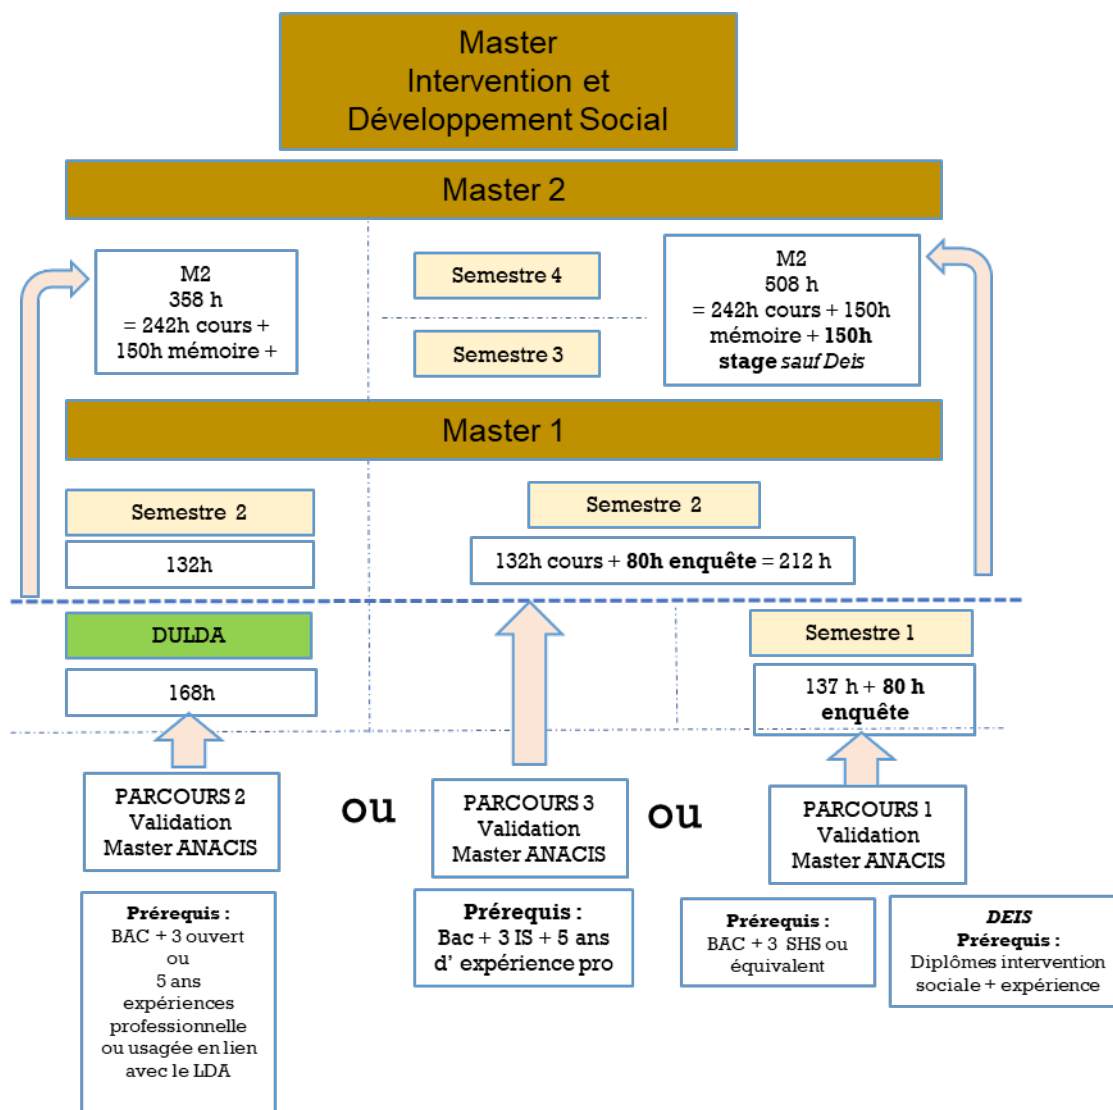 Master
Intervention et
Développement Social
Master 2
M2
358 h
= 242h cours +
150h mémoire +
Semestre 4
Semestre 3
M2
508 h
= 242h cours + 150h
mémoire + 150h
stage sauf Deis
Master 1
Semestre 2
132h
Semestre 2
132h cours + 80h enquête = 212 h
DULDA
168h
Semestre 1
137 h + 80 h
enquête
PARCOURS 2
Validation
Master ANACIS
ou
PARCOURS 3
Validation
Master ANACIS
ou
PARCOURS 1
Validation
Master ANACIS
Prérequis :
BAC + 3 ouvert
ou
5 ans
expériences
professionnelle
ou usagée en lien
avec le LDA
Prérequis :
Bac + 3 IS + 5 ans
d' expérience pro
Prérequis :
BAC + 3 SHS ou
équivalent
DEIS
Prérequis :
Diplômes intervention
sociale + expérience